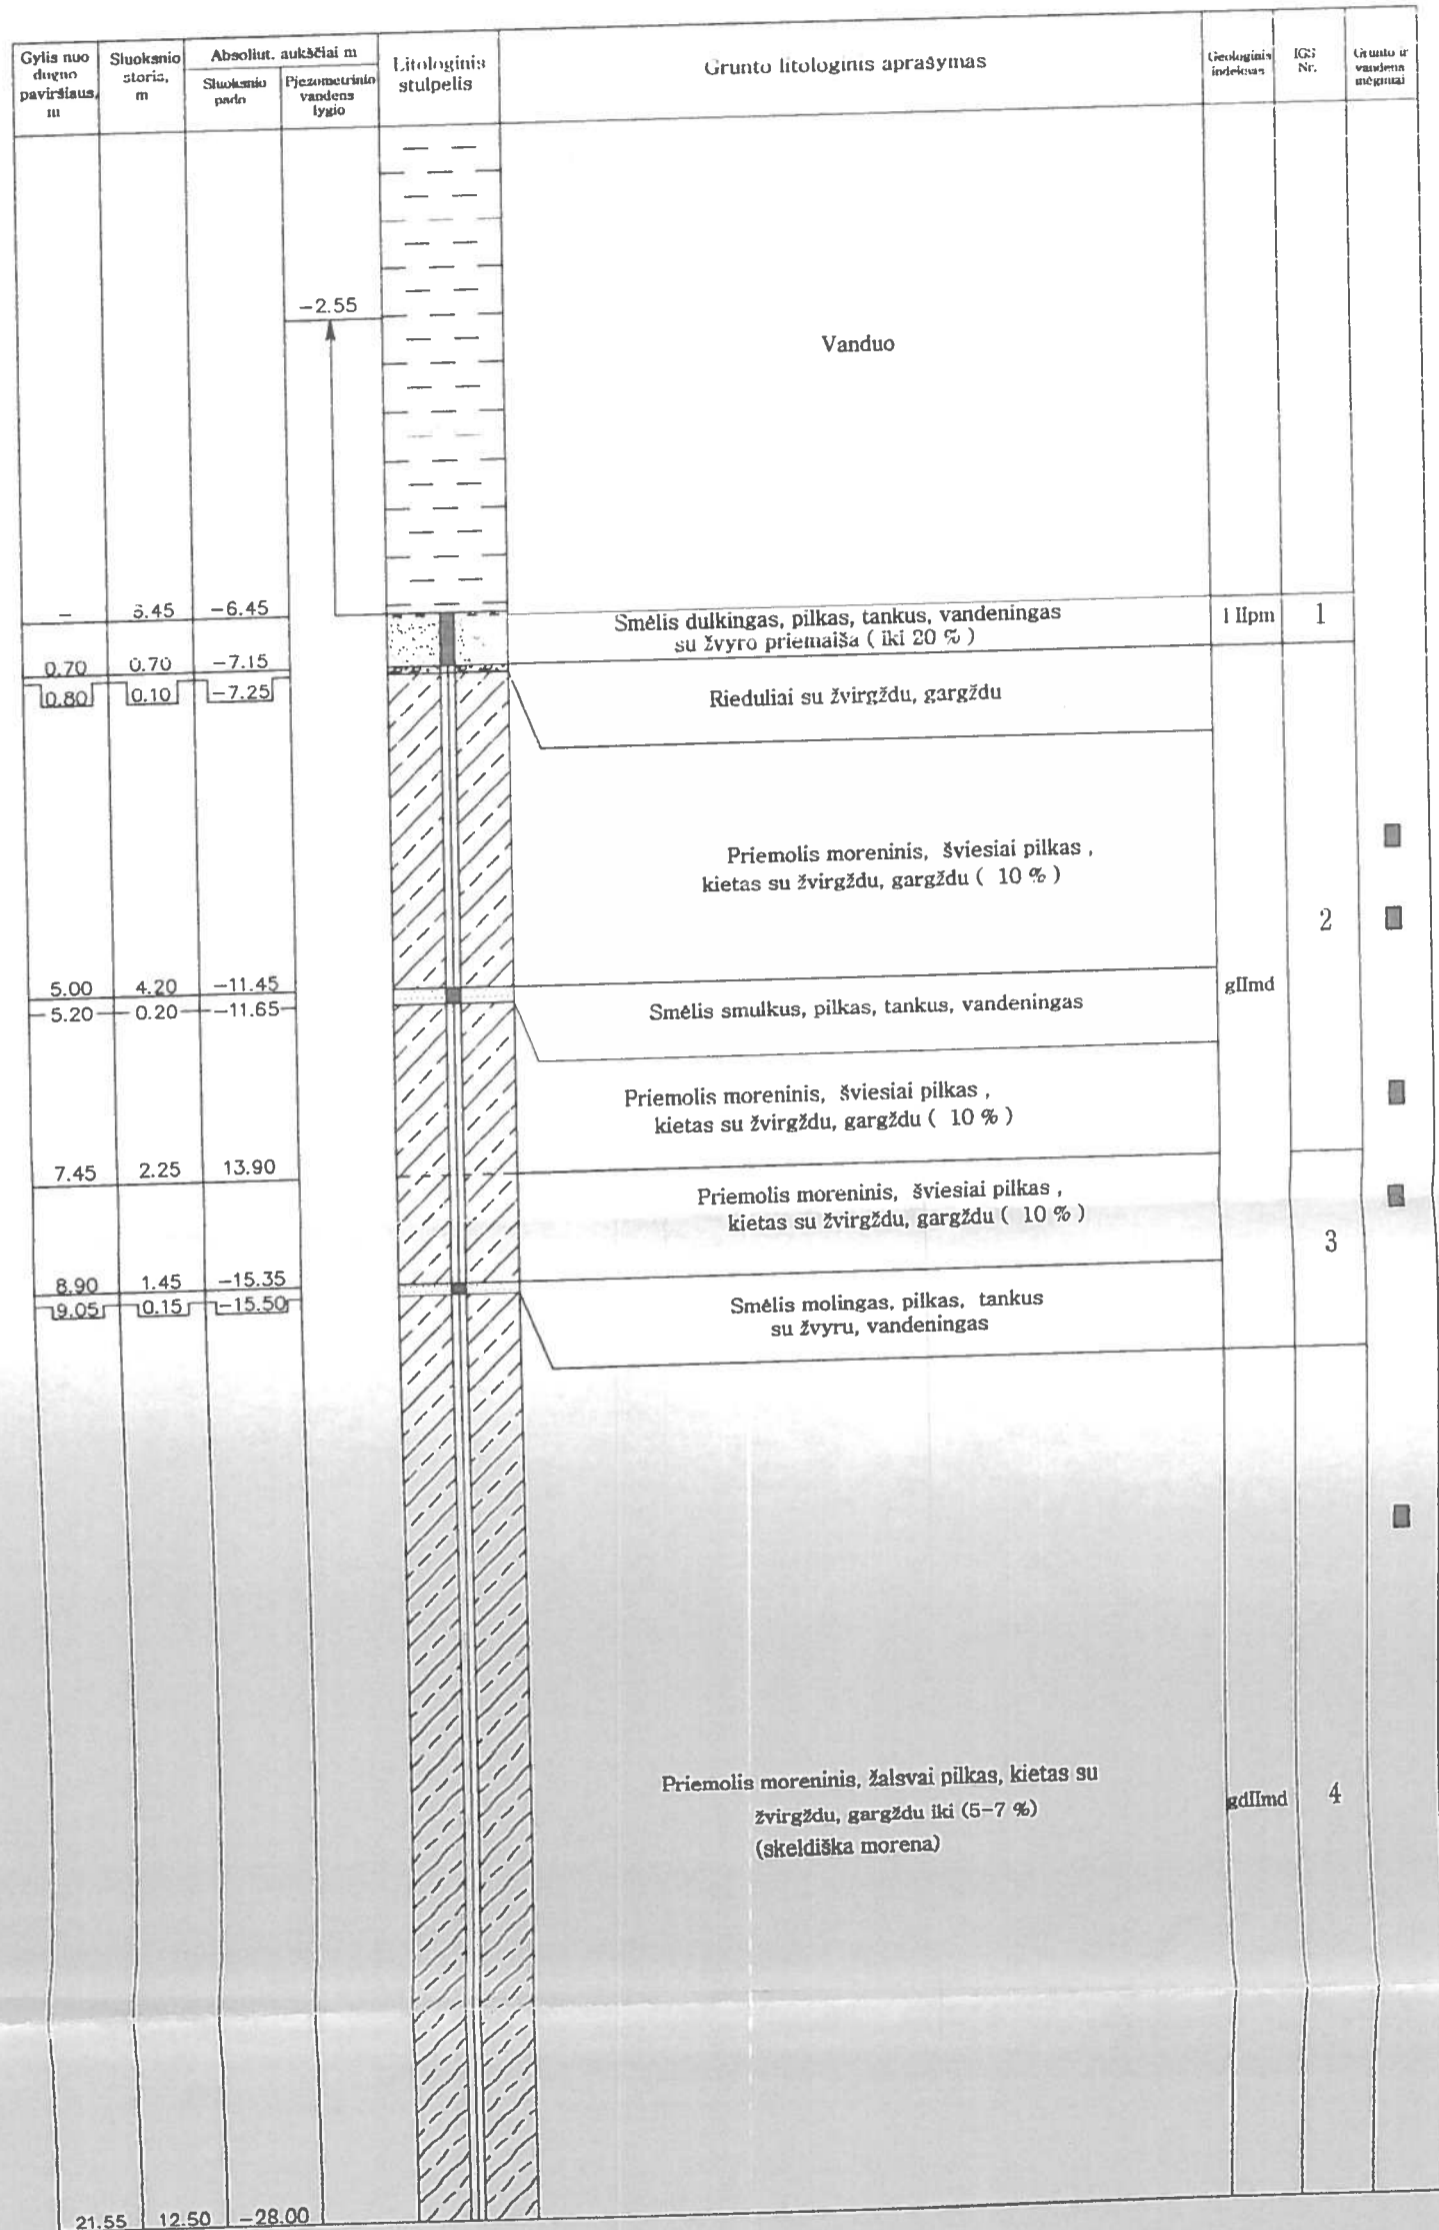 Gylis nuo
dugno
paviršiaus,
m
Sluoksnio
storis,
m
Absoliut. aukščiai m
Sluoksnio
pado
Pjezometrinio
vandens
lygio
Litologinis
stulpelis
Grunto litologinis aprašymas
Geologinis
indeksas
IGS
Nr.
Grunto ir
vandens
mėginiai
-2.55
Vanduo
- 6.45 -6.45
Smėlis dulkingas, pilkas, tankus, vandeningas
su žvyro priemaiša ( iki 20 % )
l IIpm 1
0.70 0.70 -7.15
0.80 0.10 -7.25
Rieduliai su žvirgždu, gargždu
Priemolis moreninis, šviesiai pilkas ,
kietas su žvirgždu, gargždu ( 10 % )
2
5.00 4.20 -11.45
gIImd
5.20 0.20 -11.65
Smėlis smulkus, pilkas, tankus, vandeningas
Priemolis moreninis, šviesiai pilkas ,
kietas su žvirgždu, gargždu ( 10 % )
7.45 2.25 13.90
Priemolis moreninis, šviesiai pilkas ,
kietas su žvirgždu, gargždu ( 10 % )
3
8.90 1.45 -15.35
9.05 0.15 -15.50
Smėlis molingas, pilkas, tankus
su žvyru, vandeningas
Priemolis moreninis, žalsvai pilkas, kietas su
žvirgždu, gargždu iki (5-7 %)
(skeldiška morena)
gdIImd 4
21.55 12.50 -28.00